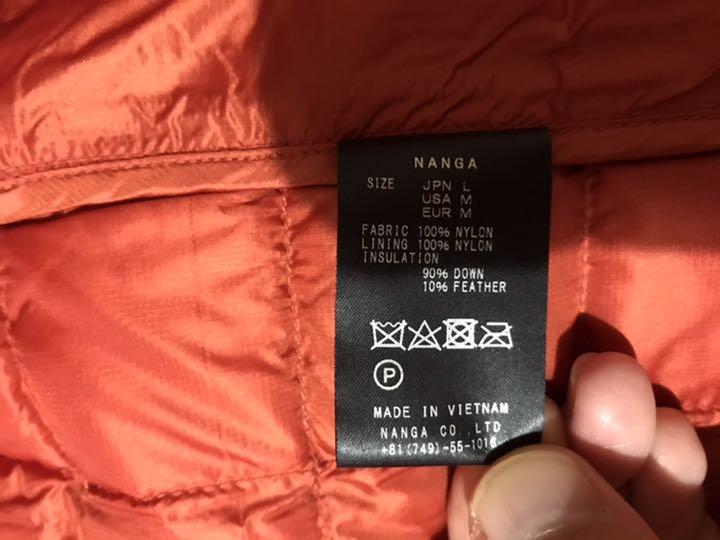 NANGA
SIZE JPN L
USA M
EUR M
FABRIC 100% NYLON
LINING 100% NYLON
INSULATION
90% DOWN
10% FEATHER
P
MADE IN VIETNAM
NANGA CO.,LTD
+81(749)-55-1016